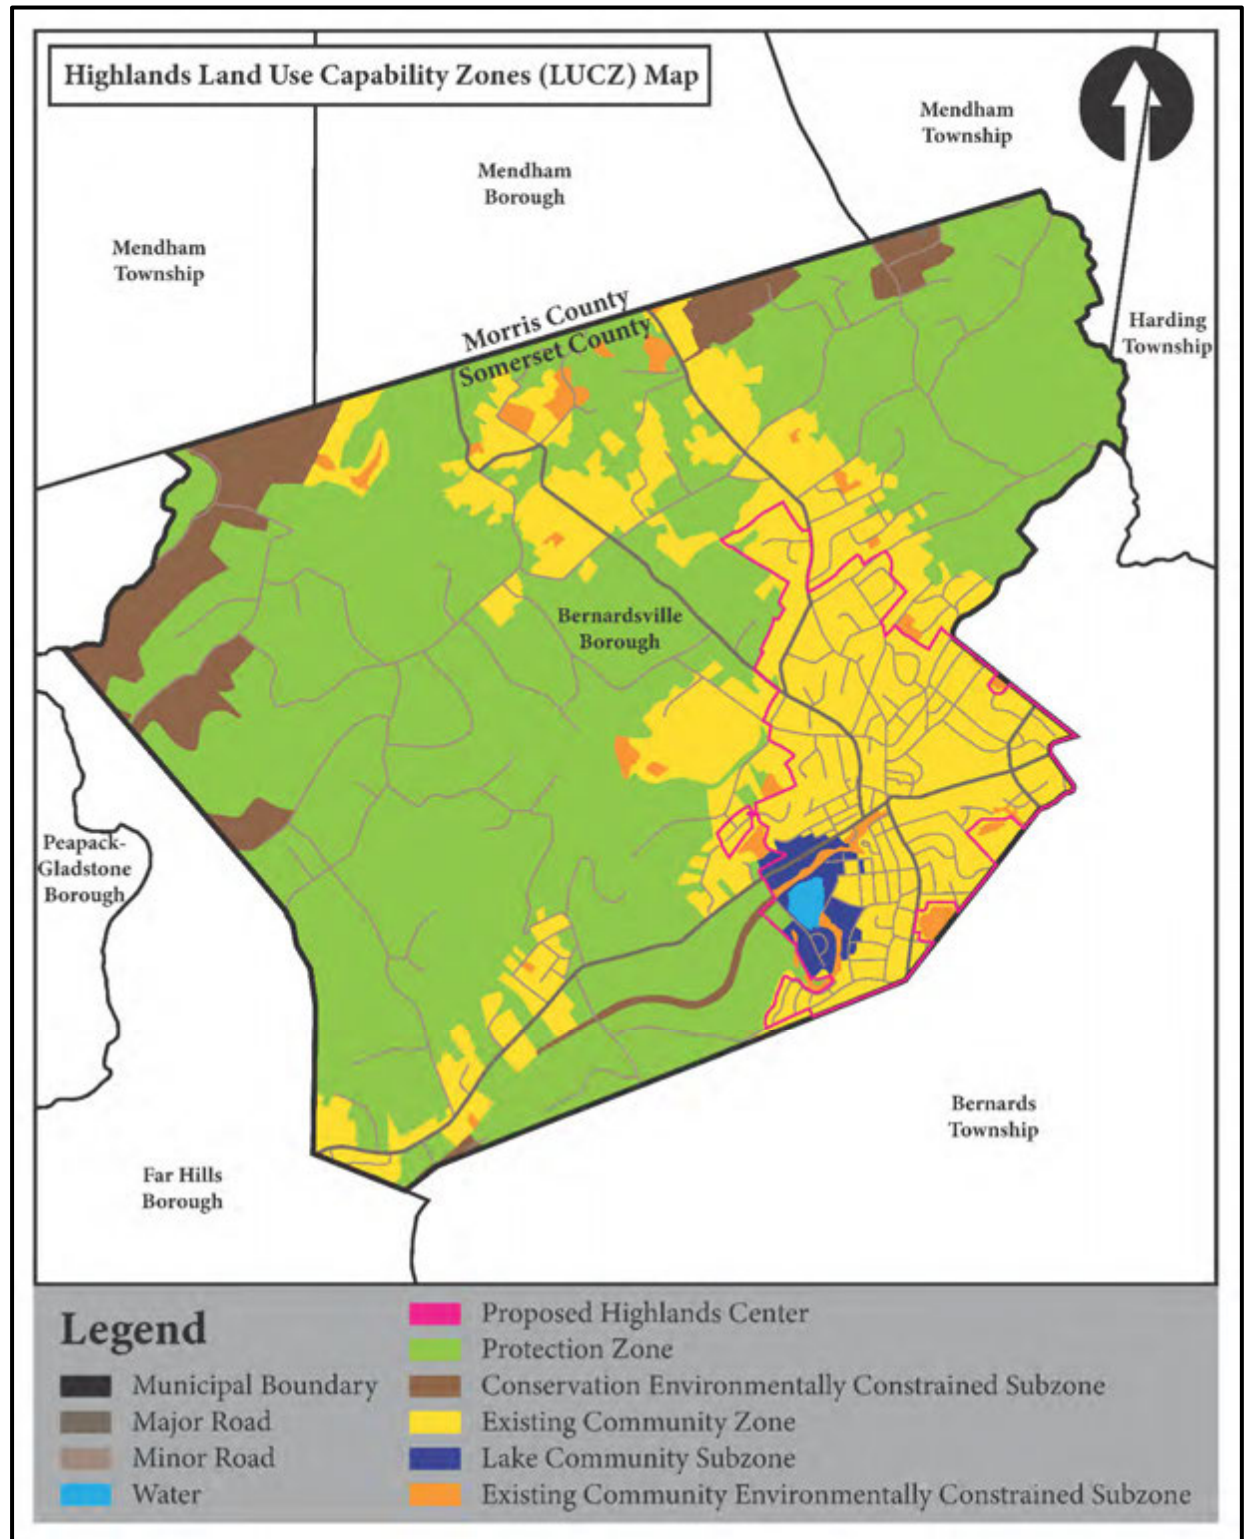 Highlands Land Use Capability Zones (LUCZ) Map
Mendham
Township
Mendham
Borough
Mendham
Township
Harding
Township
Morris County
Somerset County
Bernardsville
Borough
Peapack-
Gladstone
Borough
Bernards
Township
Far Hills
Borough
Legend
Municipal Boundary
Major Road
Minor Road
Water
Proposed Highlands Center
Protection Zone
Conservation Environmentally Constrained Subzone
Existing Community Zone
Lake Community Subzone
Existing Community Environmentally Constrained Subzone